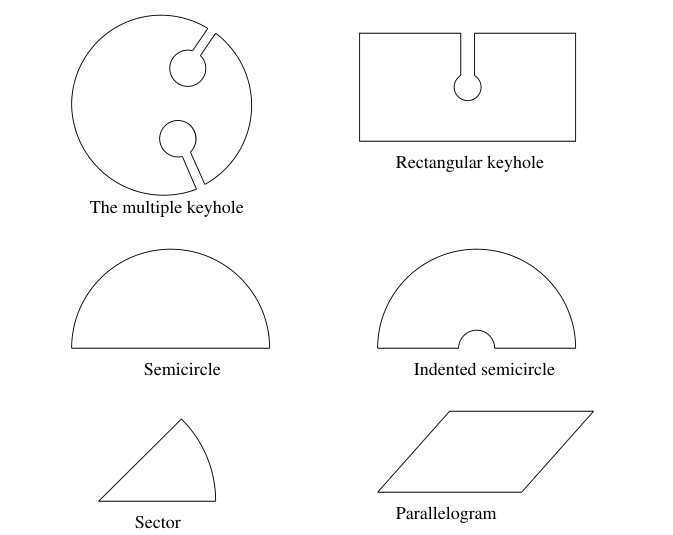 The multiple keyhole
Rectangular keyhole
Semicircle
Indented semicircle
Sector
Parallelogram